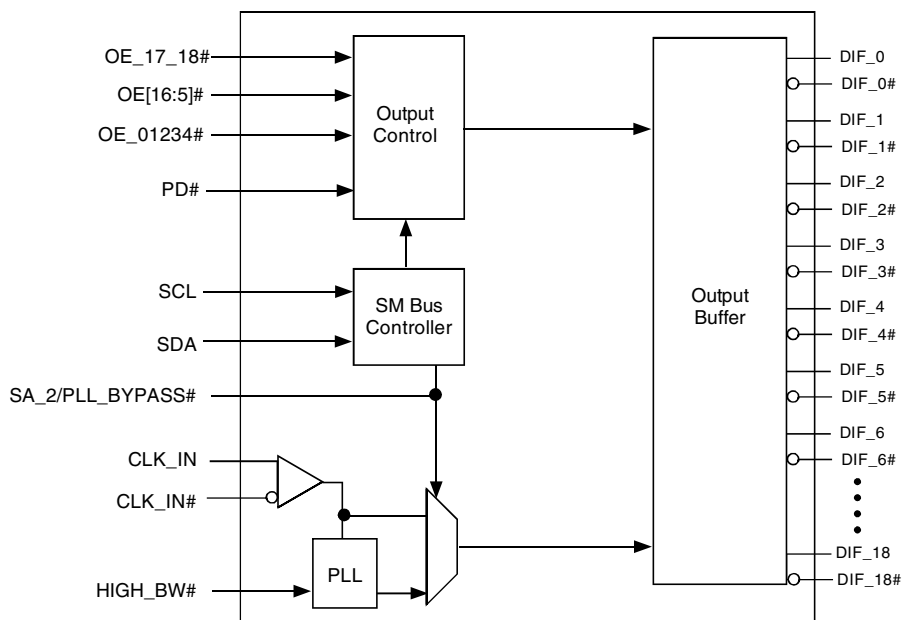 OE_17_18#
OE[16:5]#
OE_01234#
PD#
SCL
SDA
SA_2/PLL_BYPASS#
CLK_IN
CLK_IN#
HIGH_BW#
Output
Control
SM Bus
Controller
PLL
Output
Buffer
DIF_0
DIF_0#
DIF_1
DIF_1#
DIF_2
DIF_2#
DIF_3
DIF_3#
DIF_4
DIF_4#
DIF_5
DIF_5#
DIF_6
DIF_6#
DIF_18
DIF_18#